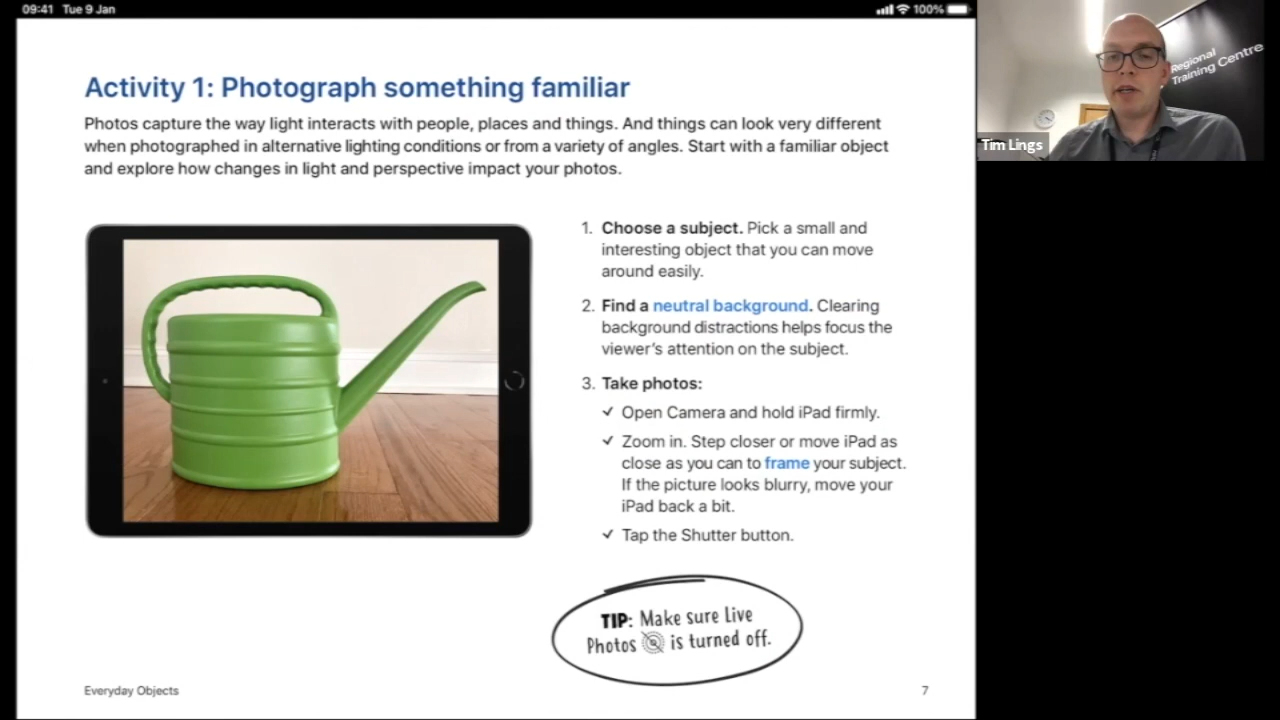 09:41 Tue 9 Jan
100%
Activity 1: Photograph something familiar
Photos capture the way light interacts with people, places and things. And things can look very different
when photographed in alternative lighting conditions or from a variety of angles. Start with a familiar object
and explore how changes in light and perspective impact your photos.
1. Choose a subject. Pick a small and
interesting object that you can move
around easily.
2. Find a neutral background. Clearing
background distractions helps focus the
viewer's attention on the subject.
3. Take photos:
✓ Open Camera and hold iPad firmly.
✓ Zoom in. Step closer or move iPad as
close as you can to frame your subject.
If the picture looks blurry, move your
iPad back a bit.
✓ Tap the Shutter button.
TIP: Make sure Live
Photos is turned off.
Everyday Objects
7
Regional
Training Centre
Tim Lings